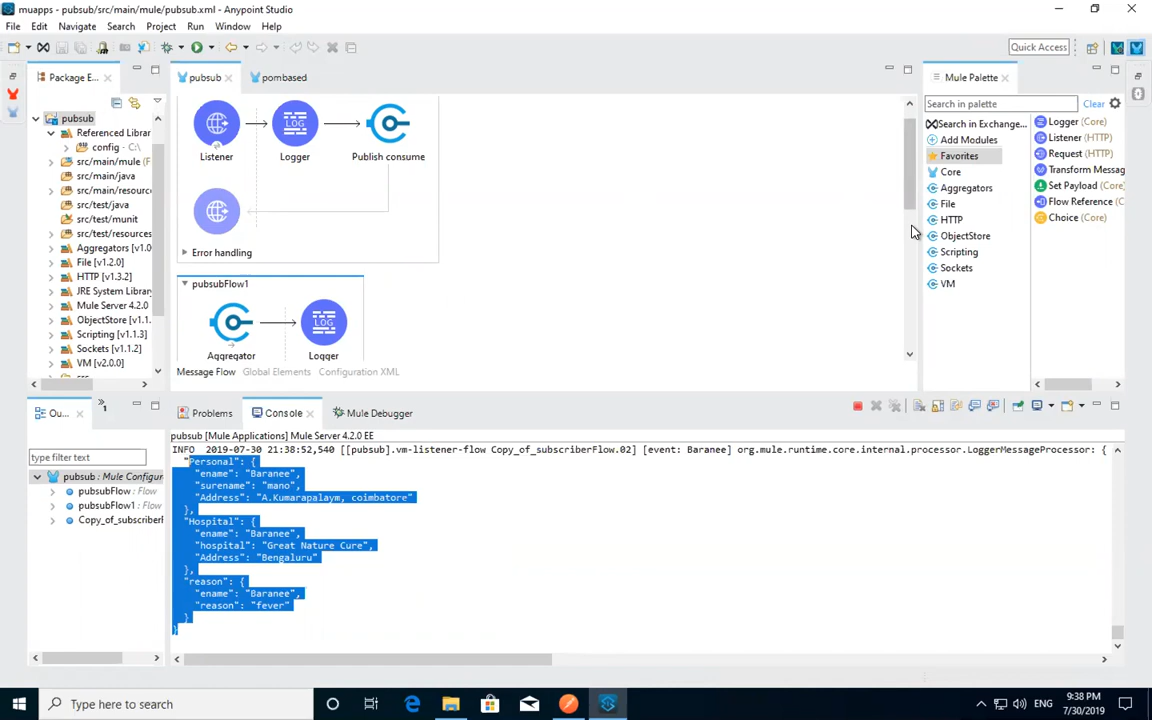 muapps - pubsub/src/main/mule/pubsub.xml - Anypoint Studio
File Edit Navigate Search Project Run Window Help
Quick Access
Package E...
pubsub
Referenced Librar
config - C:\
src/main/mule (F
src/main/java
src/main/resourc
src/test/java
src/test/munit
src/test/resources
Aggregators [v1.0
File [v1.2.0]
HTTP [v1.3.2]
JRE System Library
Mule Server 4.2.0
ObjectStore [v1.1.
Scripting [v1.1.3]
Sockets [v1.1.2]
VM [v2.0.0]
pubsub
pombased
Listener
LOG
Logger
Publish consume
Error handling
pubsubFlow1
Aggregator
LOG
Logger
Message Flow Global Elements Configuration XML
Mule Palette
Search in palette
Clear
Search in Exchange...
Add Modules
Favorites
Core
Aggregators
File
HTTP
ObjectStore
Scripting
Sockets
VM
Logger (Core)
Listener (HTTP)
Request (HTTP)
Transform Messag
Set Payload (Core)
Flow Reference (C
Choice (Core)
Ou...
1
type filter text
pubsub : Mule Configur
pubsubFlow : Flow
pubsubFlow1 : Flow
Copy_of_subscriberF
Problems
Console
Mule Debugger
pubsub [Mule Applications] Mule Server 4.2.0 EE
INFO 2019-07-30 21:38:52,540 [[pubsub].vm-listener-flow Copy_of_subscriberFlow.02] [event: Baranee] org.mule.runtime.core.internal.processor.LoggerMessageProcessor: {
"Personal": {
"ename": "Baranee",
"surename": "mano",
"Address": "A.Kumarapalaym, coimbatore"
},
"Hospital": {
"ename": "Baranee",
"hospital": "Great Nature Cure",
"Address": "Bengaluru"
},
"reason": {
"ename": "Baranee",
"reason": "fever"
}
}
Type here to search
ENG
9:38 PM
7/30/2019